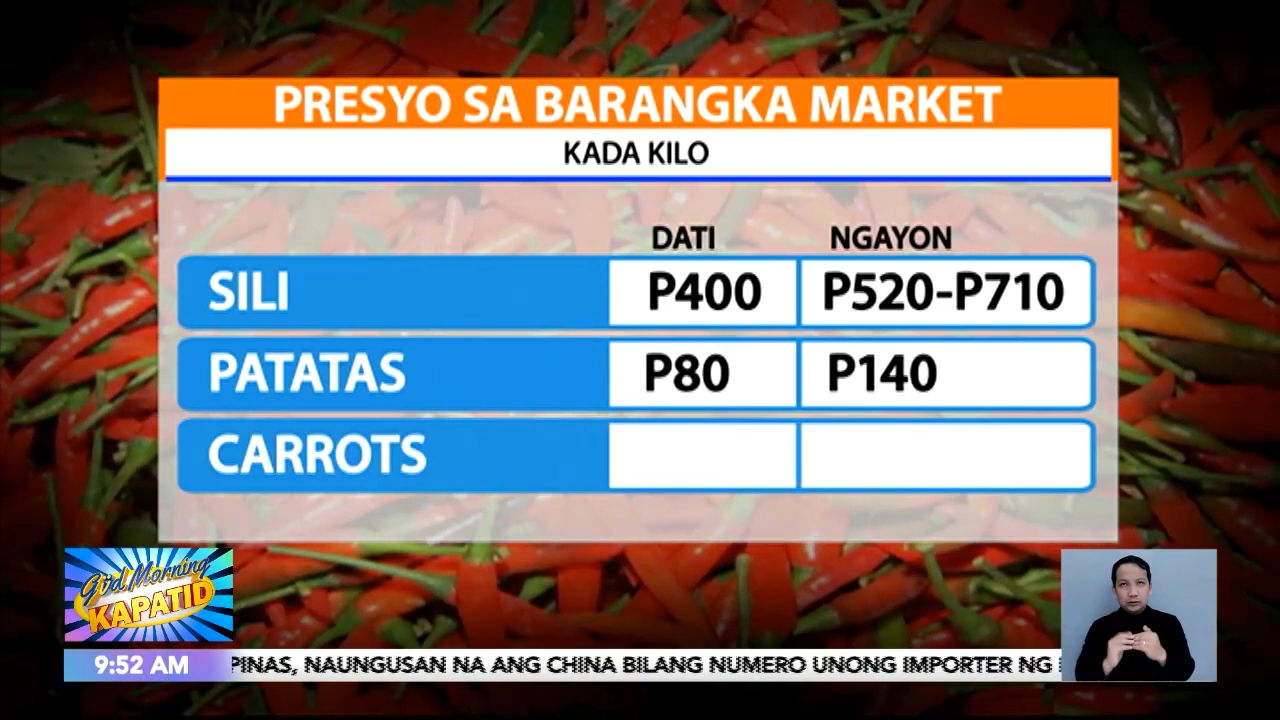 PRESYO SA BARANGKA MARKET
KADA KILO
DATI NGAYON
SILI P400 P520-P710
PATATAS P80 P140
CARROTS
Gud Morning
KAPATID
9:52 AM PINAS, NAUNGUSAN NA ANG CHINA BILANG NUMERO UNONG IMPORTER NG